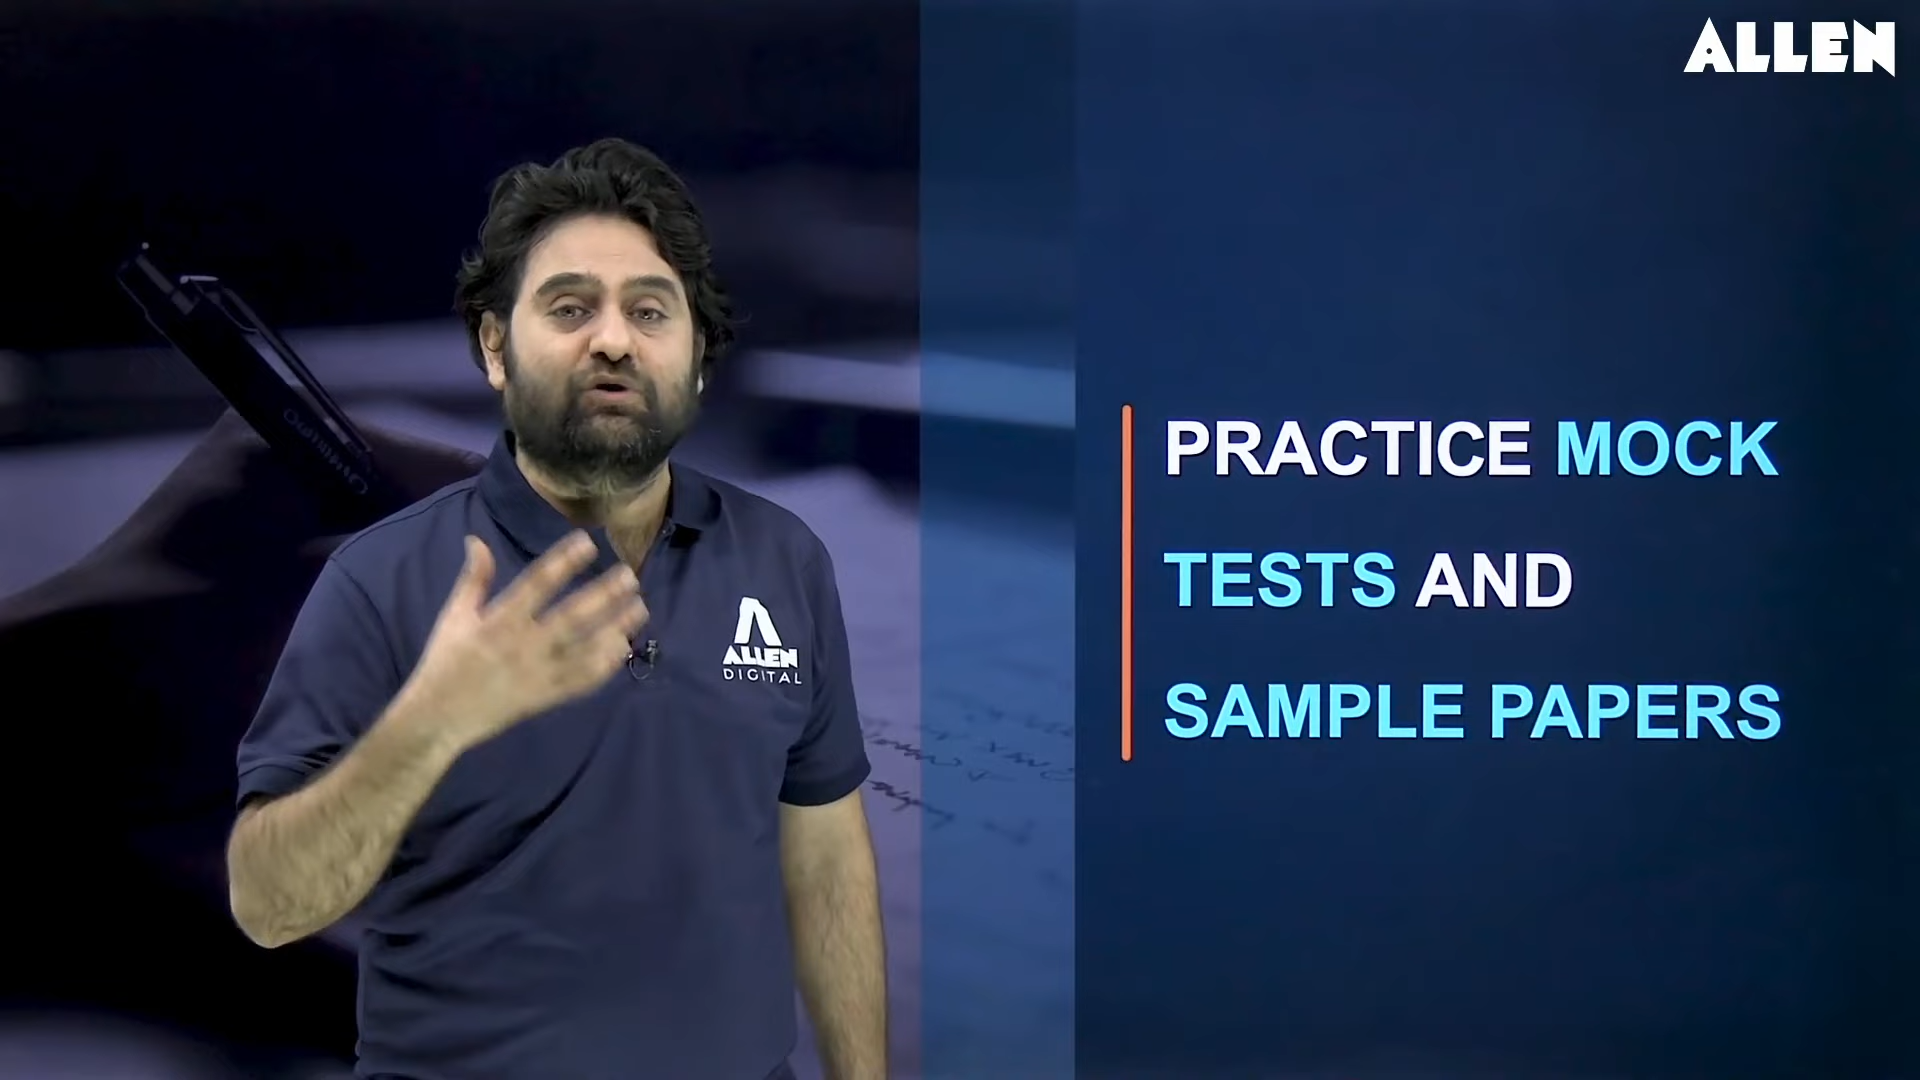 ALLEN
PRACTICE MOCK
TESTS AND
SAMPLE PAPERS
ALLEN
DIGITAL